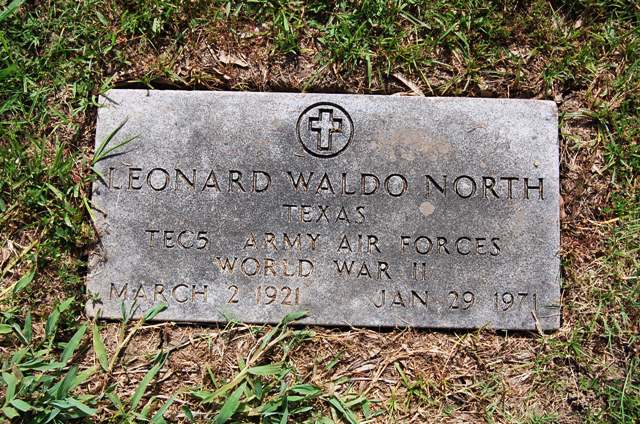 LEONARD WALDO NORTH
TEXAS
TEC5 ARMY AIR FORCES
WORLD WAR II
MARCH 2 1921 JAN 29 1971